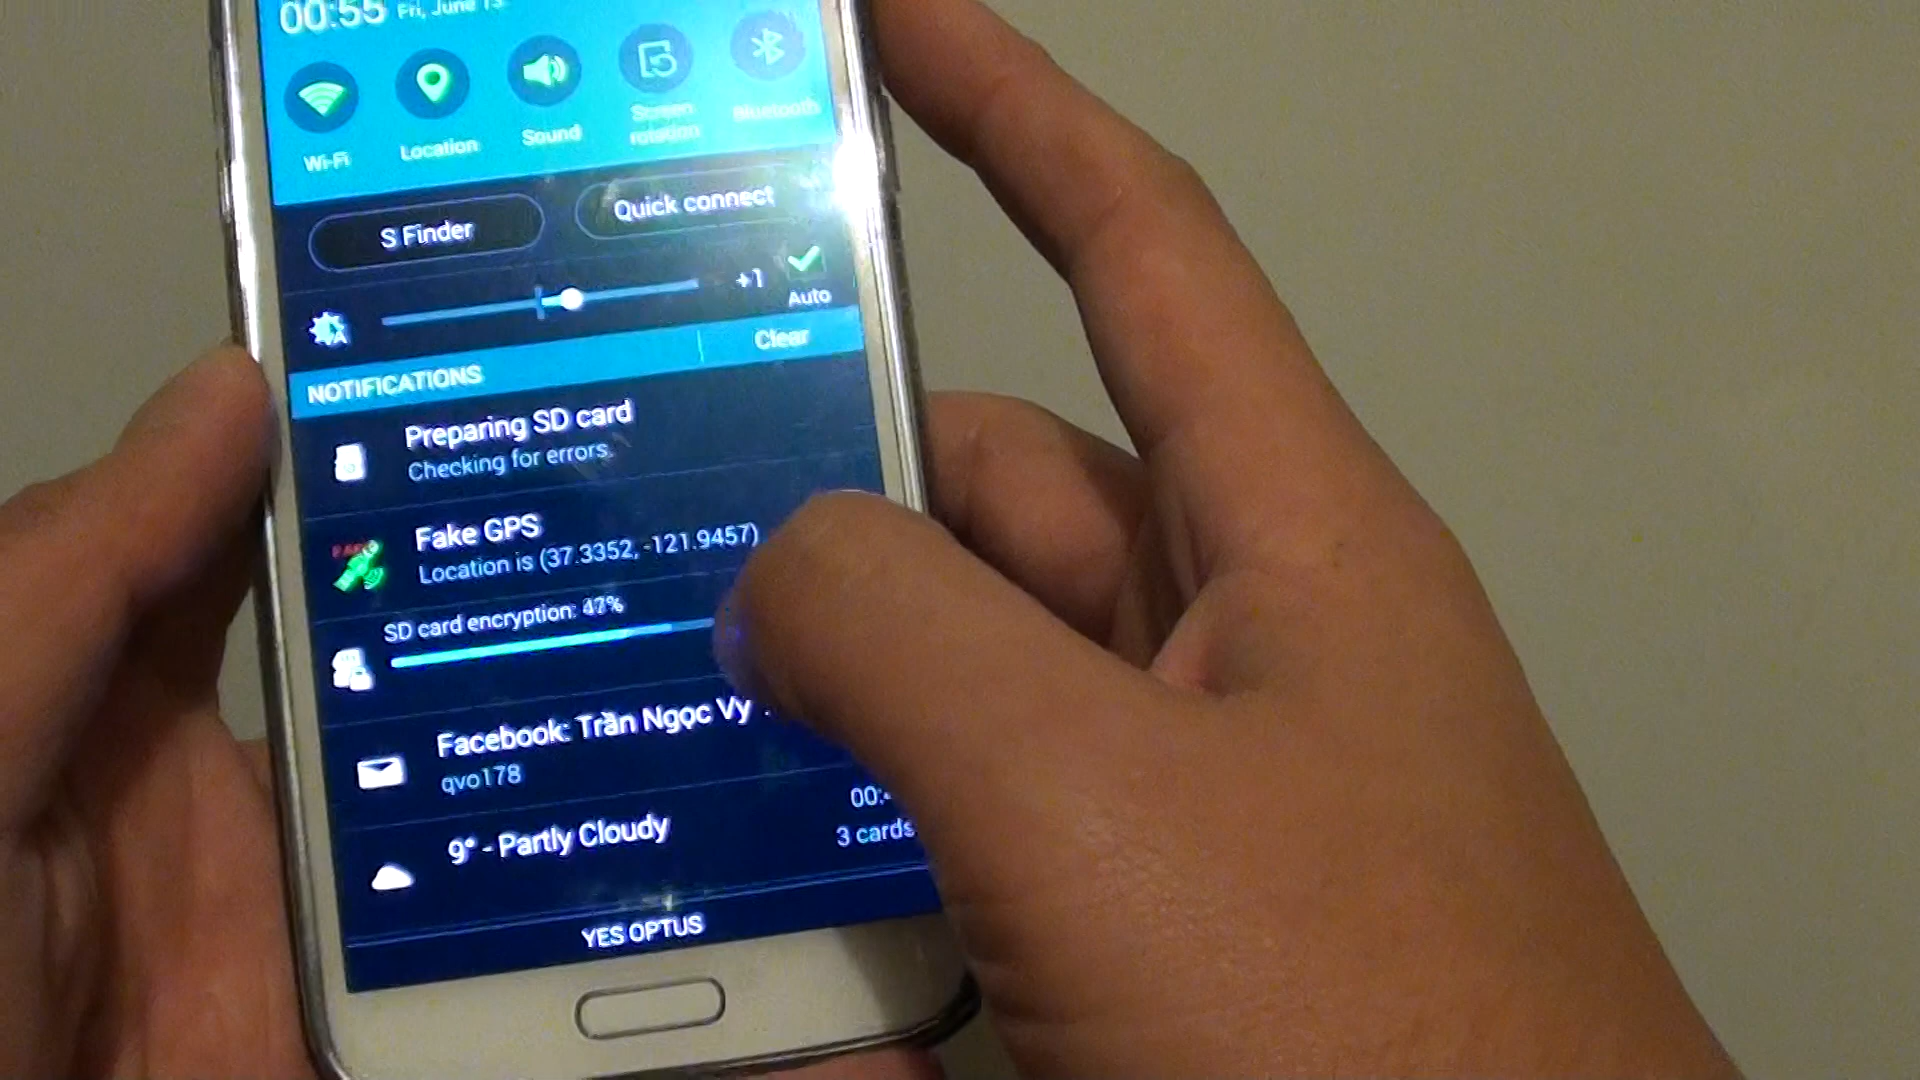 00:55 Fri, June 13
Wi-Fi
Location
Sound
Screen rotation
Bluetooth
S Finder
Quick connect
+1
Auto
NOTIFICATIONS
Clear
Preparing SD card
Checking for errors.
FAKE
Fake GPS
Location is (37.3352, -121.9457)
SD card encryption: 47%
Facebook: Trần Ngọc Vy
qvo178
00:4
9° - Partly Cloudy
3 cards
YES OPTUS